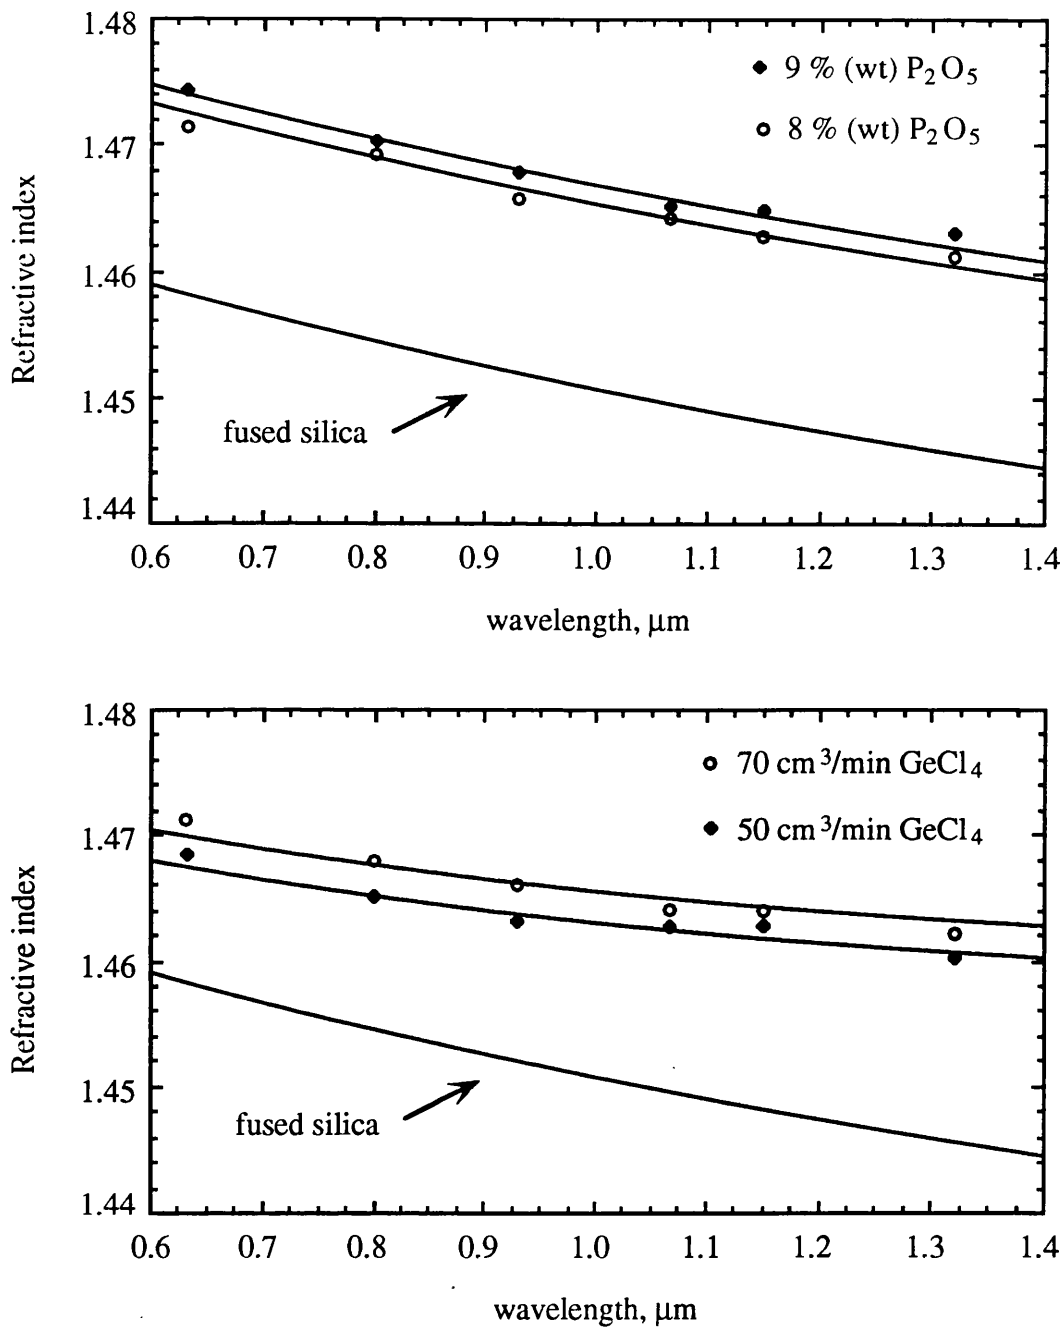 1.48
1.47
1.46
1.45
1.44
Refractive index
9 % (wt) P₂O₅
8 % (wt) P₂O₅
fused silica
0.6 0.7 0.8 0.9 1.0 1.1 1.2 1.3 1.4
wavelength, μm
1.48
1.47
1.46
1.45
1.44
Refractive index
70 cm³/min GeCl₄
50 cm³/min GeCl₄
fused silica
0.6 0.7 0.8 0.9 1.0 1.1 1.2 1.3 1.4
wavelength, μm